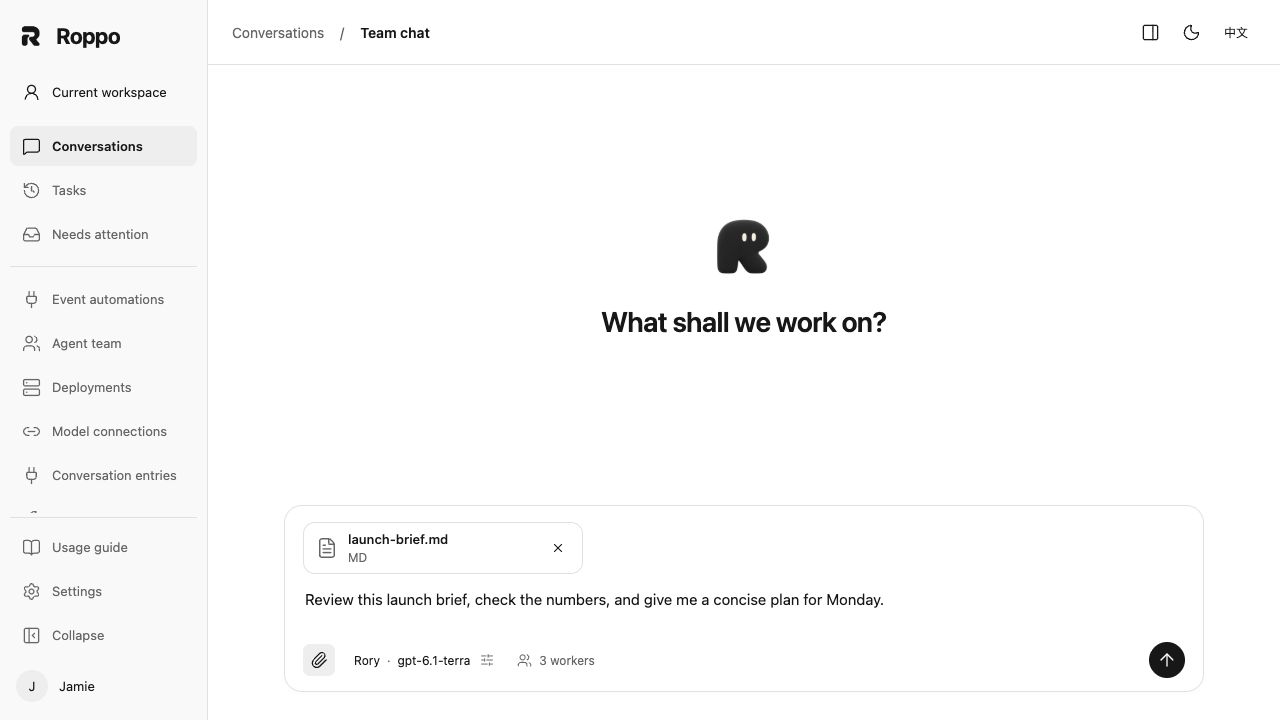 Roppo
Current workspace
Conversations
Tasks
Needs attention
Event automations
Agent team
Deployments
Model connections
Conversation entries
Usage guide
Settings
Collapse
J
Jamie
Conversations / Team chat
中文
What shall we work on?
launch-brief.md
MD
Review this launch brief, check the numbers, and give me a concise plan for Monday.
Rory · gpt-6.1-terra
3 workers